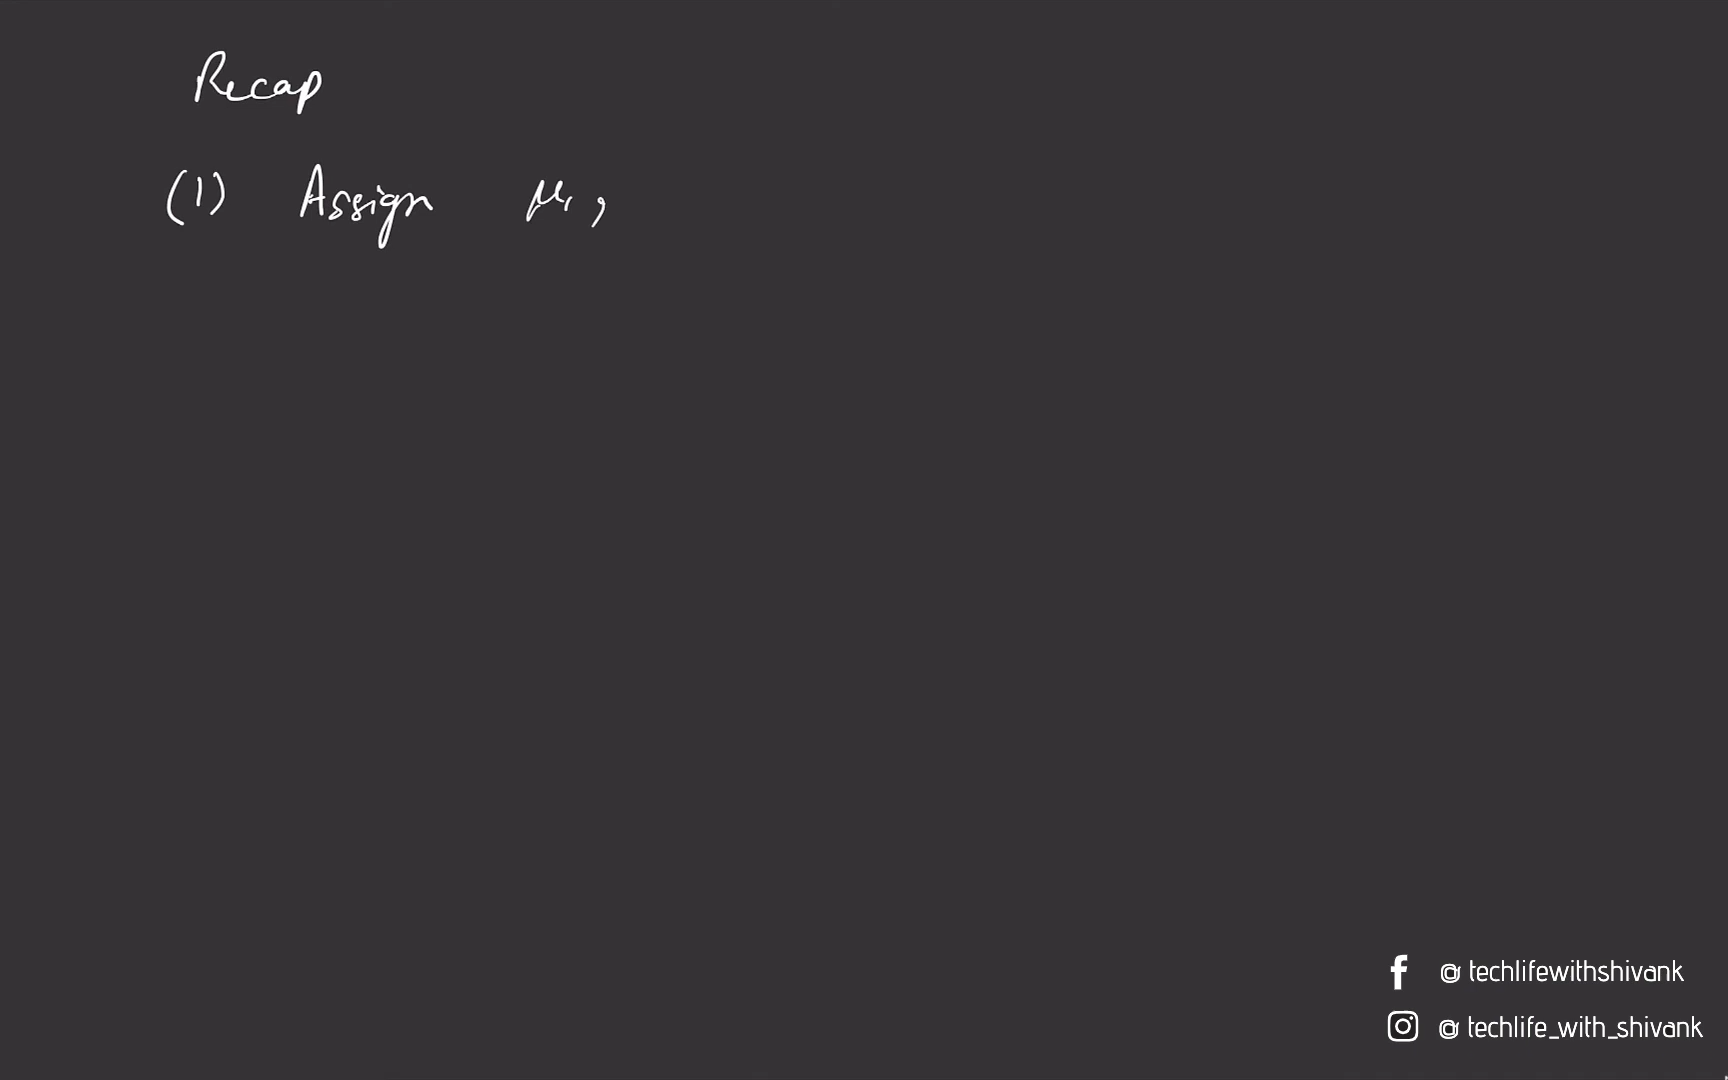 Recap
(1) Assign μ₁ ,
@ techlifewithshivank
@ techlife_with_shivank